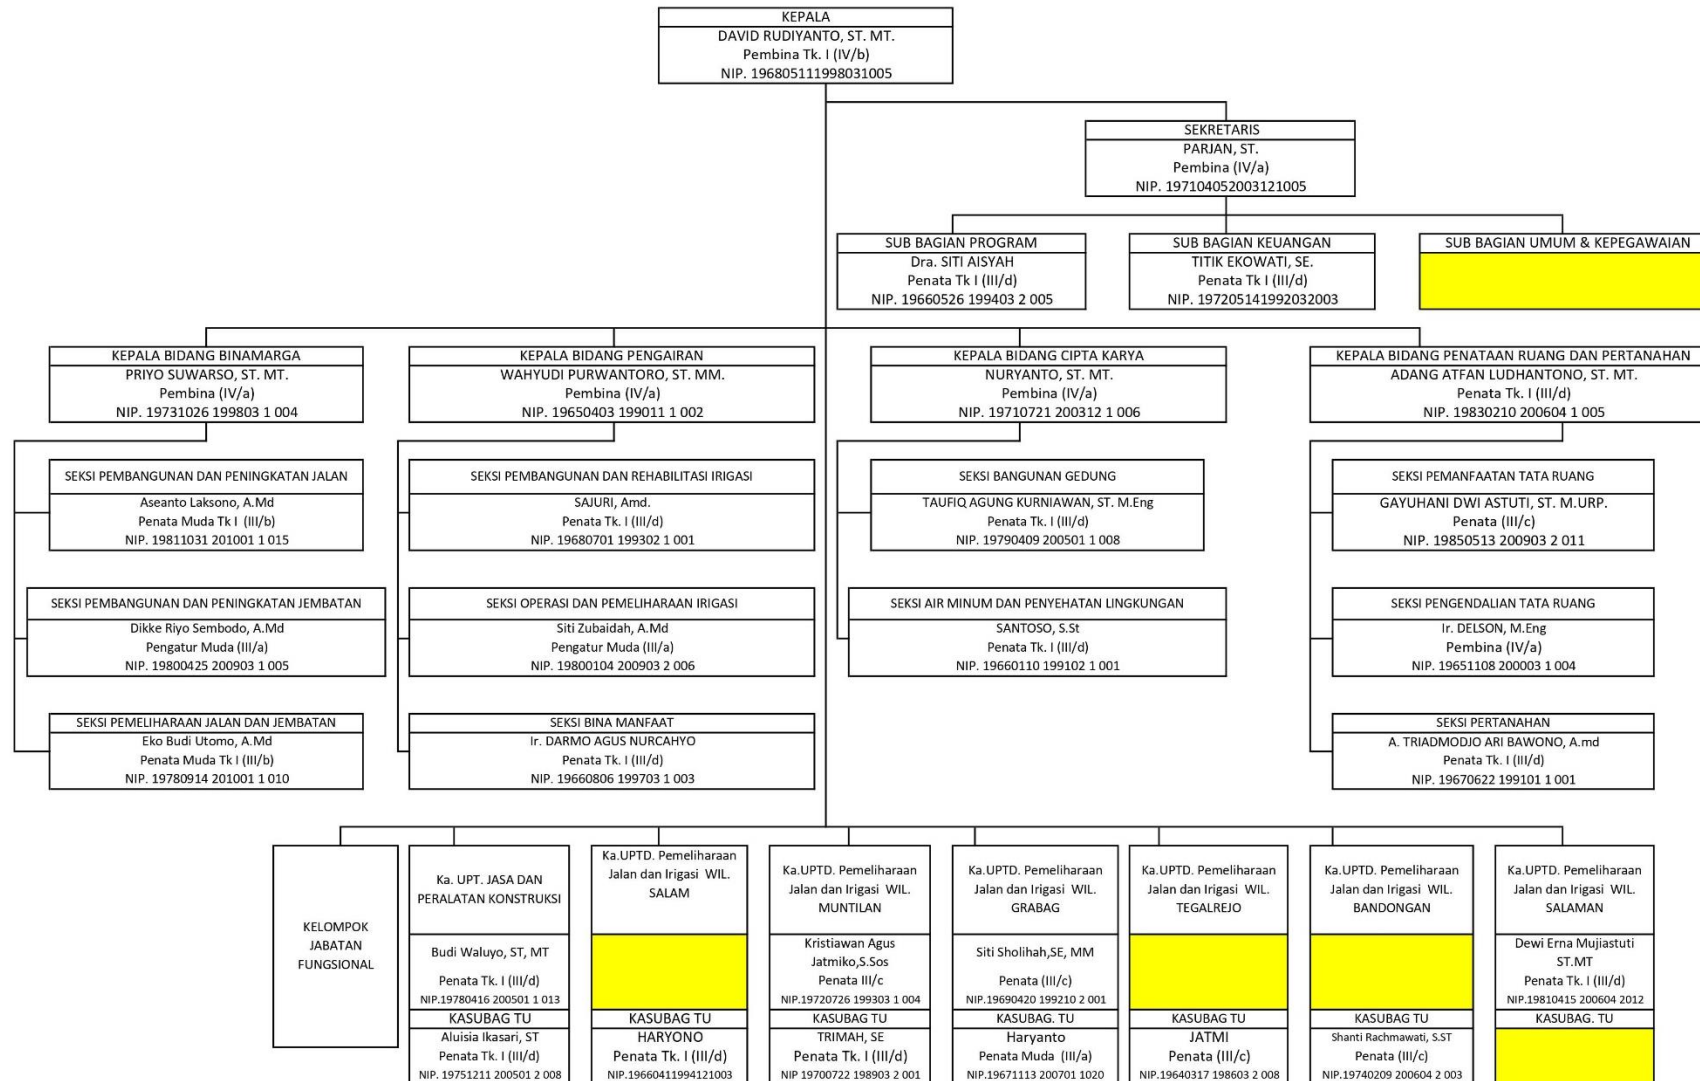 KEPALA
DAVID RUDIYANTO, ST. MT.
Pembina Tk. I (IV/b)
NIP. 196805111998031005
SEKRETARIS
PARJAN, ST.
Pembina (IV/a)
NIP. 197104052003121005
SUB BAGIAN PROGRAM
Dra. SITI AISYAH
Penata Tk I (III/d)
NIP. 19660526 199403 2 005
SUB BAGIAN KEUANGAN
TITIK EKOWATI, SE.
Penata Tk I (III/d)
NIP. 197205141992032003
SUB BAGIAN UMUM & KEPEGAWAIAN
KEPALA BIDANG BINAMARGA
PRIYO SUWARSO, ST. MT.
Pembina (IV/a)
NIP. 19731026 199803 1 004
KEPALA BIDANG PENGAIRAN
WAHYUDI PURWANTORO, ST. MM.
Pembina (IV/a)
NIP. 19650403 199011 1 002
KEPALA BIDANG CIPTA KARYA
NURYANTO, ST. MT.
Pembina (IV/a)
NIP. 19710721 200312 1 006
KEPALA BIDANG PENATAAN RUANG DAN PERTANAHAN
ADANG ATFAN LUDHANTONO, ST. MT.
Penata Tk. I (III/d)
NIP. 19830210 200604 1 005
SEKSI PEMBANGUNAN DAN PENINGKATAN JALAN
Aseanto Laksono, A.Md
Penata Muda Tk I (III/b)
NIP. 19811031 201001 1 015
SEKSI PEMBANGUNAN DAN REHABILITASI IRIGASI
SAJURI, Amd.
Penata Tk. I (III/d)
NIP. 19680701 199302 1 001
SEKSI BANGUNAN GEDUNG
TAUFIQ AGUNG KURNIAWAN, ST. M.Eng
Penata Tk. I (III/d)
NIP. 19790409 200501 1 008
SEKSI PEMANFAATAN TATA RUANG
GAYUHANI DWI ASTUTI, ST. M.URP.
Penata (III/c)
NIP. 19850513 200903 2 011
SEKSI PEMBANGUNAN DAN PENINGKATAN JEMBATAN
Dikke Riyo Sembodo, A.Md
Pengatur Muda (III/a)
NIP. 19800425 200903 1 005
SEKSI OPERASI DAN PEMELIHARAAN IRIGASI
Siti Zubaidah, A.Md
Pengatur Muda (III/a)
NIP. 19800104 200903 2 006
SEKSI AIR MINUM DAN PENYEHATAN LINGKUNGAN
SANTOSO, S.St
Penata Tk. I (III/d)
NIP. 19660110 199102 1 001
SEKSI PENGENDALIAN TATA RUANG
Ir. DELSON, M.Eng
Pembina (IV/a)
NIP. 19651108 200003 1 004
SEKSI PEMELIHARAAN JALAN DAN JEMBATAN
Eko Budi Utomo, A.Md
Penata Muda Tk I (III/b)
NIP. 19780914 201001 1 010
SEKSI BINA MANFAAT
Ir. DARMO AGUS NURCAHYO
Penata Tk. I (III/d)
NIP. 19660806 199703 1 003
SEKSI PERTANAHAN
A. TRIADMODJO ARI BAWONO, A.md
Penata Tk. I (III/d)
NIP. 19670622 199101 1 001
KELOMPOK
JABATAN
FUNGSIONAL
Ka. UPT. JASA DAN
PERALATAN KONSTRUKSI
Budi Waluyo, ST, MT
Penata Tk. I (III/d)
NIP.19780416 200501 1 013
KASUBAG TU
Aluisia Ikasari, ST
Penata Tk. I (III/d)
NIP. 19751211 200501 2 008
Ka.UPTD. Pemeliharaan
Jalan dan Irigasi WIL.
SALAM
KASUBAG TU
HARYONO
Penata Tk. I (III/d)
NIP.19660411994121003
Ka.UPTD. Pemeliharaan
Jalan dan Irigasi WIL.
MUNTILAN
Kristiawan Agus
Jatmiko,S.Sos
Penata III/c
NIP.19720726 199303 1 004
KASUBAG TU
TRIMAH, SE
Penata Tk. I (III/d)
NIP 19700722 198903 2 001
Ka.UPTD. Pemeliharaan
Jalan dan Irigasi WIL.
GRABAG
Siti Sholihah,SE, MM
Penata (III/c)
NIP.19690420 199210 2 001
KASUBAG. TU
Haryanto
Penata Muda (III/a)
NIP.19671113 200701 1020
Ka.UPTD. Pemeliharaan
Jalan dan Irigasi WIL.
TEGALREJO
KASUBAG TU
JATMI
Penata (III/c)
NIP.19640317 198603 2 008
Ka.UPTD. Pemeliharaan
Jalan dan Irigasi WIL.
BANDONGAN
KASUBAG TU
Shanti Rachmawati, S.ST
Penata (III/c)
NIP.19740209 200604 2 003
Ka.UPTD. Pemeliharaan
Jalan dan Irigasi WIL.
SALAMAN
Dewi Erna Mujiastuti
ST.MT
Penata Tk. I (III/d)
NIP.19810415 200604 2012
KASUBAG. TU